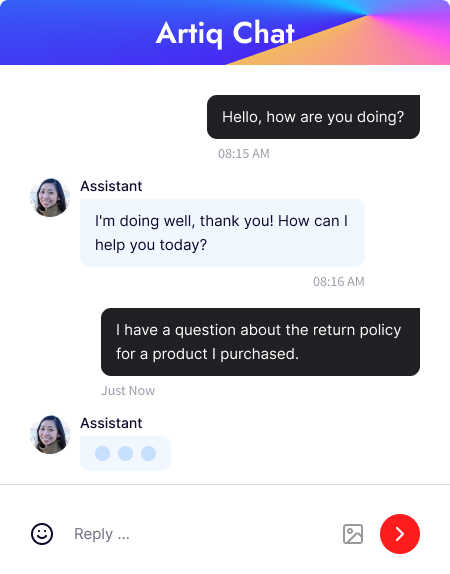 Artiq Chat
Hello, how are you doing?
08:15 AM
Assistant
I'm doing well, thank you! How can I
help you today?
08:16 AM
I have a question about the return policy
for a product I purchased.
Just Now
Assistant
Reply ...